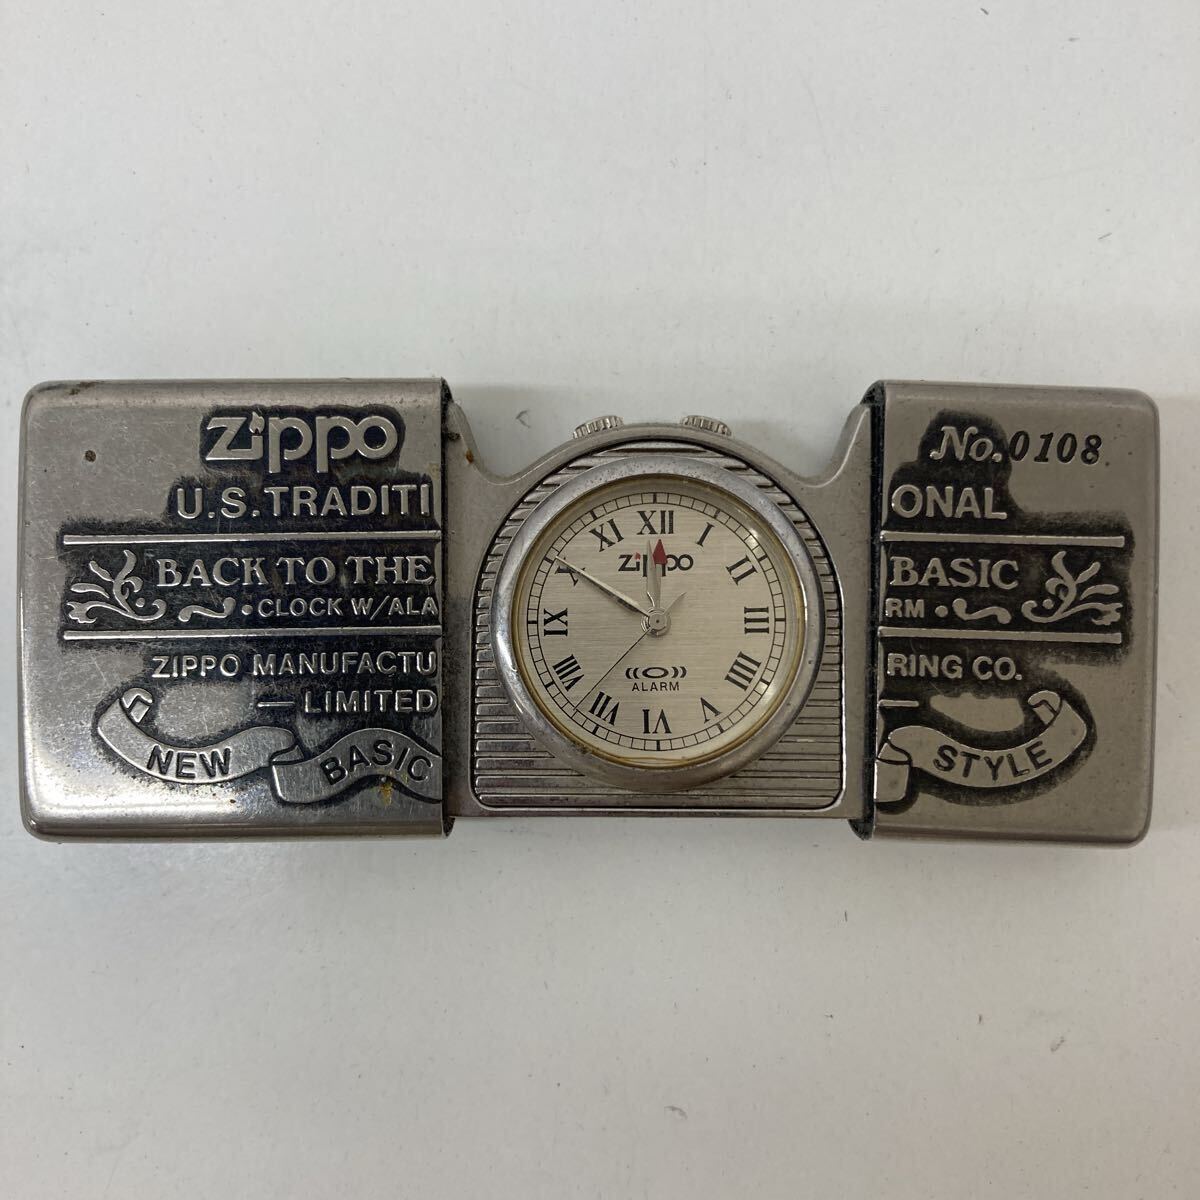 Zippo
U.S. TRADITI
BACK TO THE
CLOCK W/ALA
ZIPPO MANUFACTU
— LIMITED
NEW BASIC
XII I II III IIII V VI VII VIII IX X XI
Zippo
ALARM
No. 0108
ONAL
BASIC
RM
RING CO.
—
STYLE